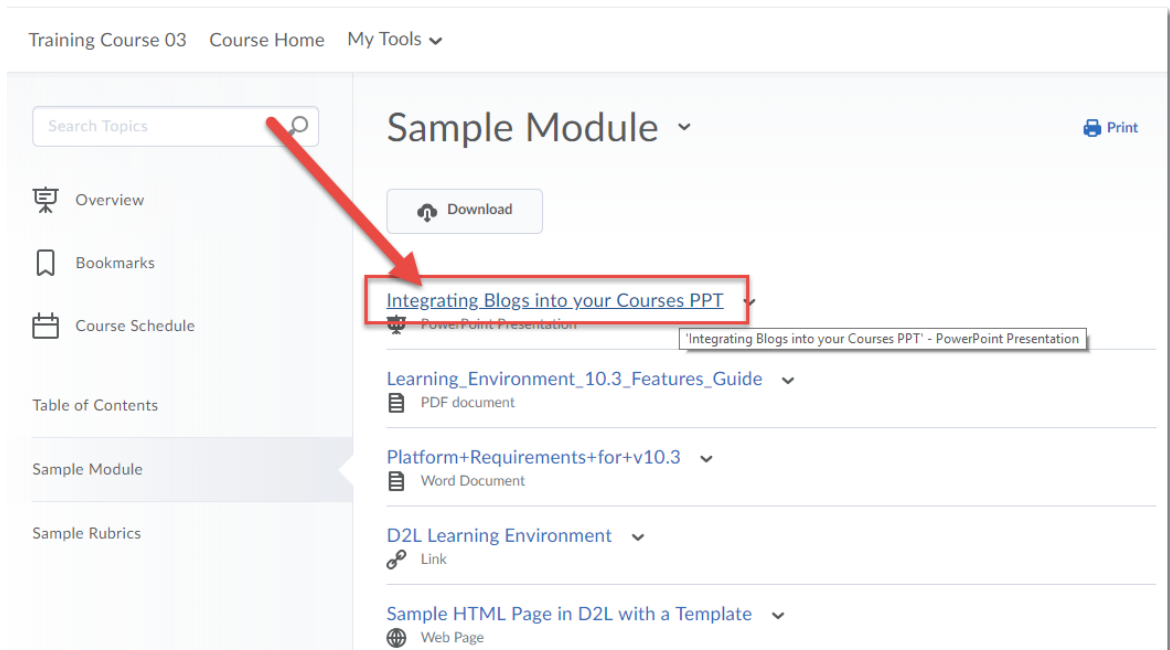 Training Course 03 Course Home My Tools
Search Topics
Overview
Bookmarks
Course Schedule
Table of Contents
Sample Module
Sample Rubrics
Sample Module
Print
Download
Integrating Blogs into your Courses PPT
PowerPoint Presentation
'Integrating Blogs into your Courses PPT' - PowerPoint Presentation
Learning_Environment_10.3_Features_Guide
PDF document
Platform+Requirements+for+v10.3
Word Document
D2L Learning Environment
Link
Sample HTML Page in D2L with a Template
Web Page